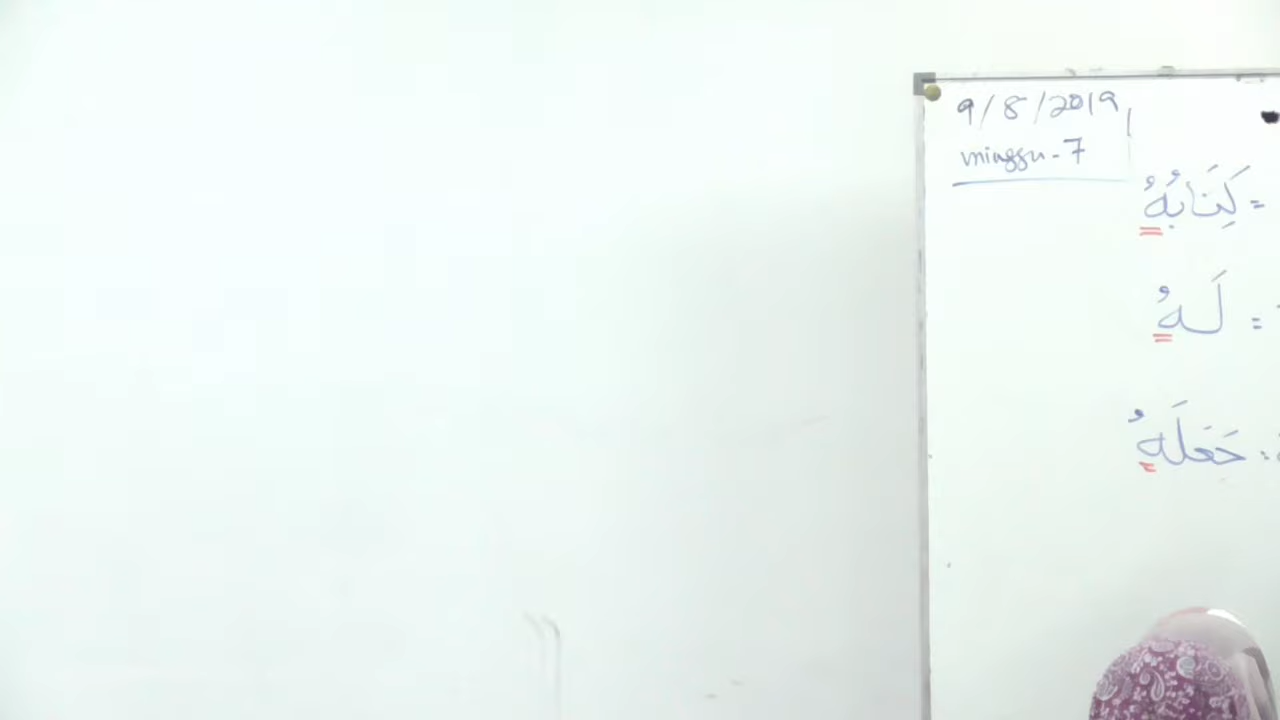 9/8/2019
minggu - 7
= كِتَابُهُ
= لَهُ
: جَعَلَهُ